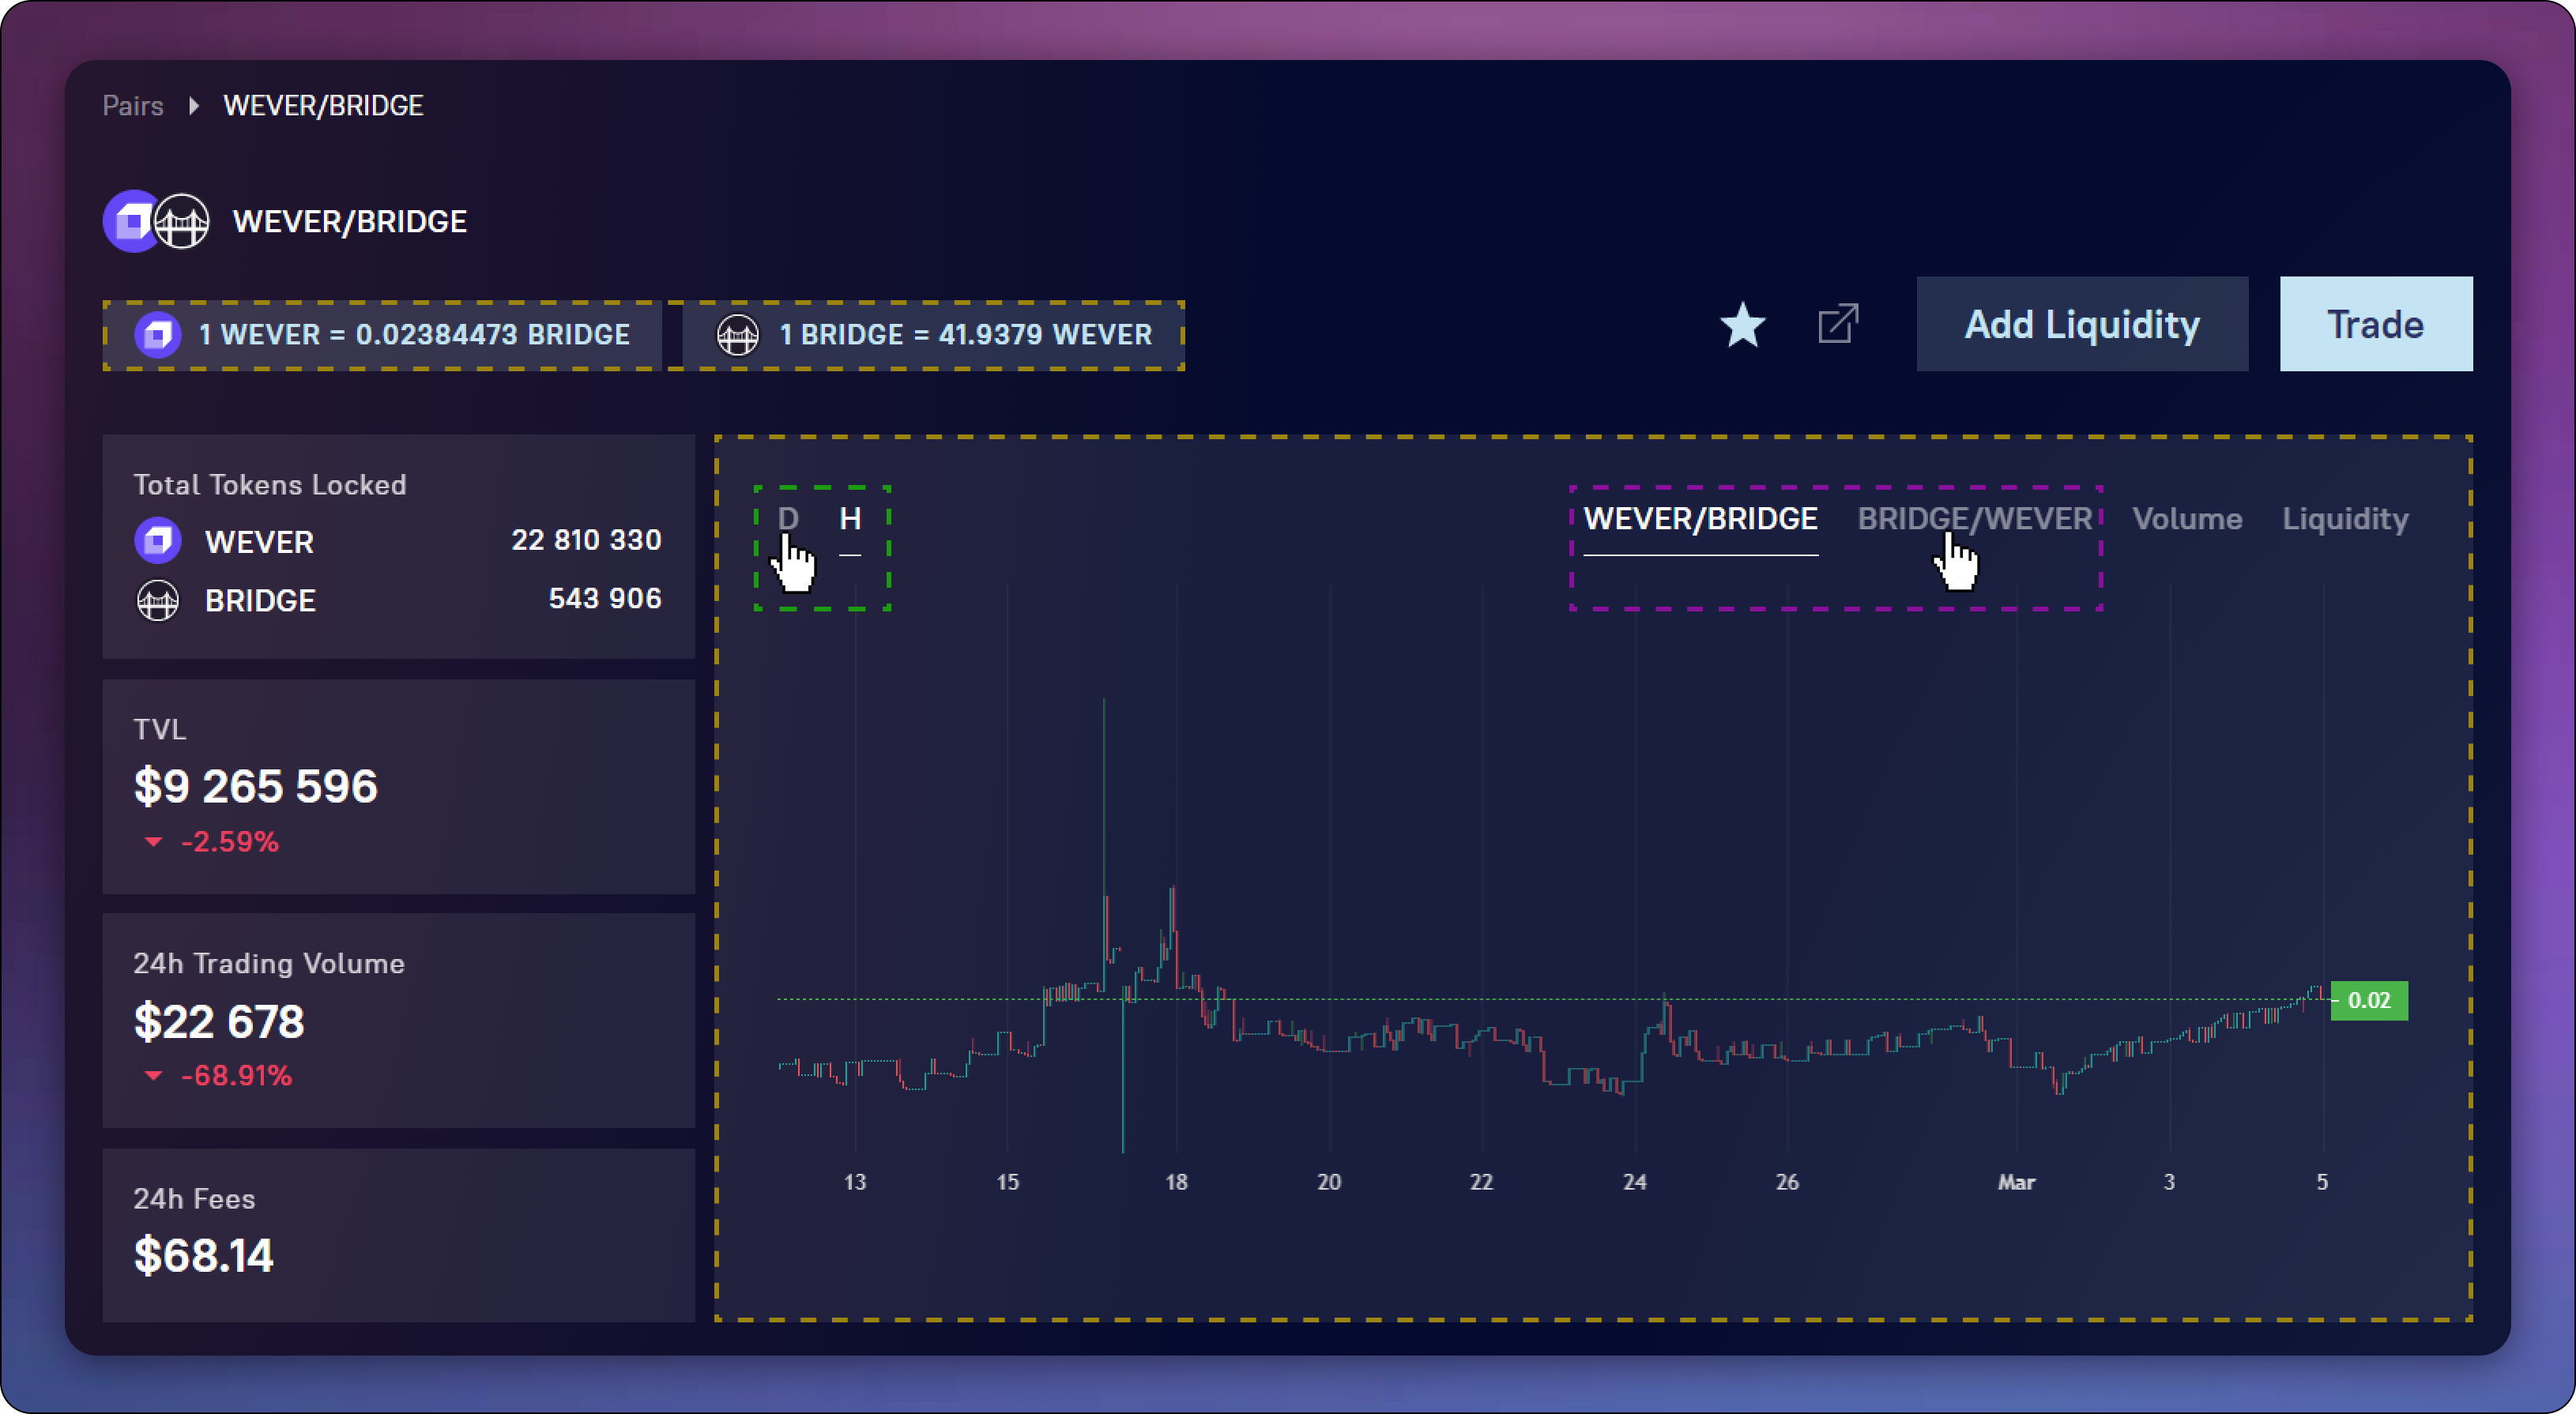 Pairs WEVER/BRIDGE
WEVER/BRIDGE
1 WEVER = 0.02384473 BRIDGE 1 BRIDGE = 41.9379 WEVER
Add Liquidity Trade
Total Tokens Locked
WEVER 22 810 330
BRIDGE 543 906
TVL
$9 265 596
-2.59%
24h Trading Volume
$22 678
-68.91%
24h Fees
$68.14
D H WEVER/BRIDGE BRIDGE/WEVER Volume Liquidity
0.02
13 15 18 20 22 24 26 Mar 3 5